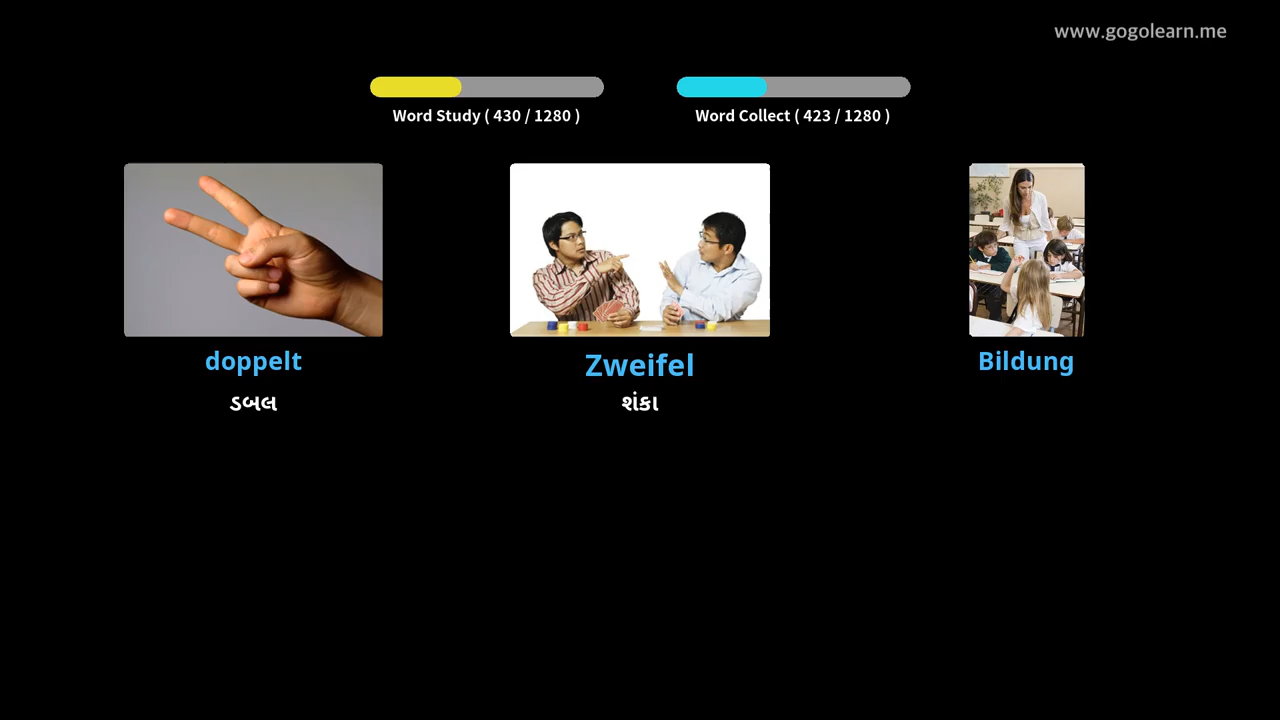 www.gogolearn.me
Word Study ( 430 / 1280 )
Word Collect ( 423 / 1280 )
doppelt
Zweifel
Bildung
ડબલ
શંકા